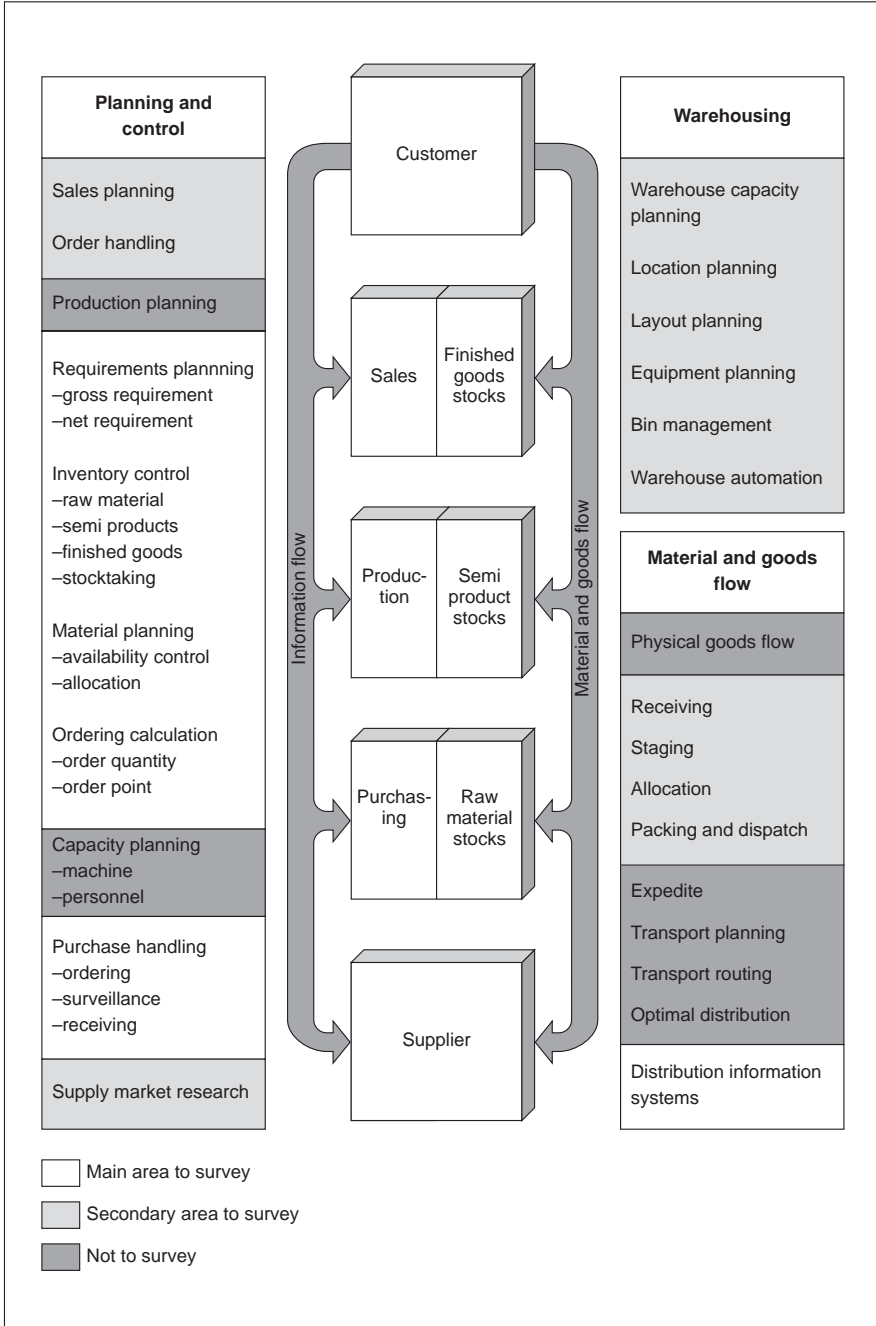 Planning and
control
Sales planning
Order handling
Production planning
Requirements plannning
–gross requirement
–net requirement
Inventory control
–raw material
–semi products
–finished goods
–stocktaking
Material planning
–availability control
–allocation
Ordering calculation
–order quantity
–order point
Capacity planning
–machine
–personnel
Purchase handling
–ordering
–surveillance
–receiving
Supply market research
Information flow
Customer
Sales
Finished
goods
stocks
Produc-
tion
Semi
product
stocks
Purchas-
ing
Raw
material
stocks
Supplier
Material and goods flow
Warehousing
Warehouse capacity
planning
Location planning
Layout planning
Equipment planning
Bin management
Warehouse automation
Material and goods
flow
Physical goods flow
Receiving
Staging
Allocation
Packing and dispatch
Expedite
Transport planning
Transport routing
Optimal distribution
Distribution information
systems
Main area to survey
Secondary area to survey
Not to survey